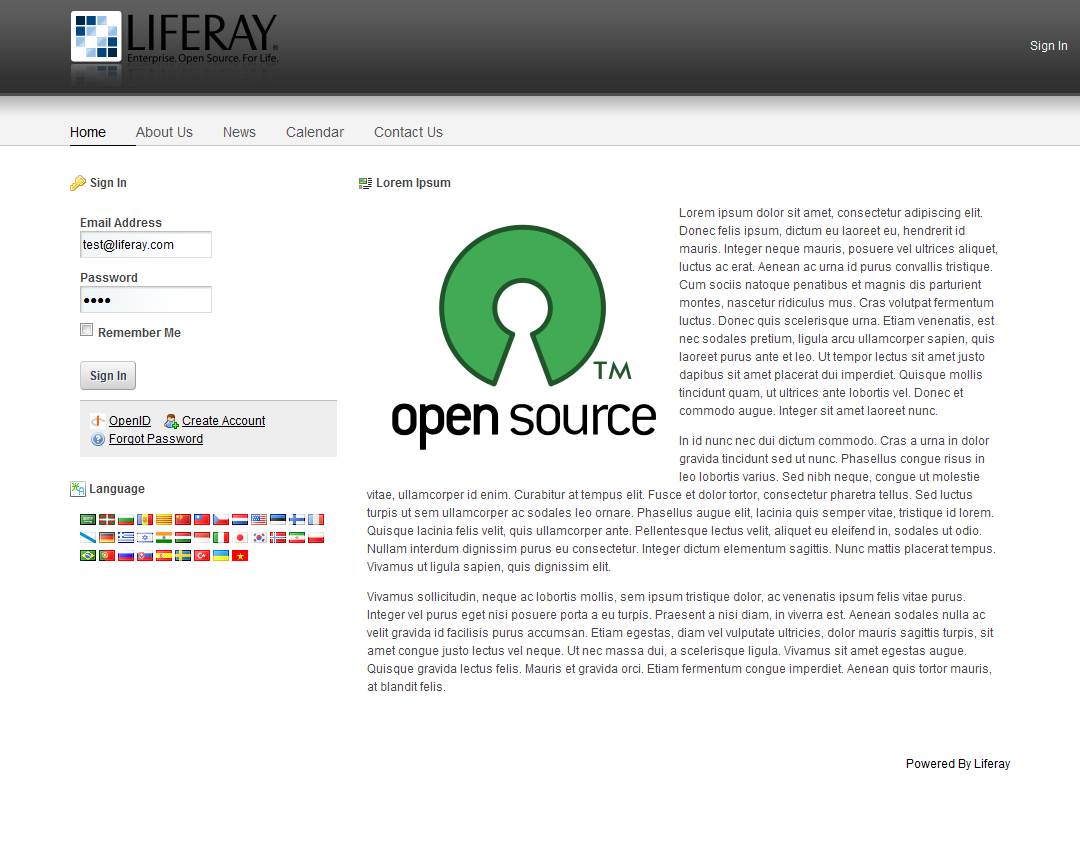 LIFERAY®
Enterprise. Open Source. For Life.
Sign In
Home About Us News Calendar Contact Us
Sign In
Email Address
test@liferay.com
Password
Remember Me
Sign In
OpenID Create Account
Forgot Password
Language
Lorem Ipsum
TM
open source
Lorem ipsum dolor sit amet, consectetur adipiscing elit.
Donec felis ipsum, dictum eu laoreet eu, hendrerit id
mauris. Integer neque mauris, posuere vel ultrices aliquet,
luctus ac erat. Aenean ac urna id purus convallis tristique.
Cum sociis natoque penatibus et magnis dis parturient
montes, nascetur ridiculus mus. Cras volutpat fermentum
luctus. Donec quis scelerisque urna. Etiam venenatis, est
nec sodales pretium, ligula arcu ullamcorper sapien, quis
laoreet purus ante et leo. Ut tempor lectus sit amet justo
dapibus sit amet placerat dui imperdiet. Quisque mollis
tincidunt quam, ut ultrices ante lobortis vel. Donec et
commodo augue. Integer sit amet laoreet nunc.
In id nunc nec dui dictum commodo. Cras a urna in dolor
gravida tincidunt sed ut nunc. Phasellus congue risus in
leo lobortis varius. Sed nibh neque, congue ut molestie
vitae, ullamcorper id enim. Curabitur at tempus elit. Fusce et dolor tortor, consectetur pharetra tellus. Sed luctus
turpis ut sem ullamcorper ac sodales leo ornare. Phasellus augue elit, lacinia quis semper vitae, tristique id lorem.
Quisque lacinia felis velit, quis ullamcorper ante. Pellentesque lectus velit, aliquet eu eleifend in, sodales ut odio.
Nullam interdum dignissim purus eu consectetur. Integer dictum elementum sagittis. Nunc mattis placerat tempus.
Vivamus ut ligula sapien, quis dignissim elit.
Vivamus sollicitudin, neque ac lobortis mollis, sem ipsum tristique dolor, ac venenatis ipsum felis vitae purus.
Integer vel purus eget nisi posuere porta a eu turpis. Praesent a nisi diam, in viverra est. Aenean sodales nulla ac
velit gravida id facilisis purus accumsan. Etiam egestas, diam vel vulputate ultricies, dolor mauris sagittis turpis, sit
amet congue justo lectus vel neque. Ut nec massa dui, a scelerisque ligula. Vivamus sit amet egestas augue.
Quisque gravida lectus felis. Mauris et gravida orci. Etiam fermentum congue imperdiet. Aenean quis tortor mauris,
at blandit felis.
Powered By Liferay